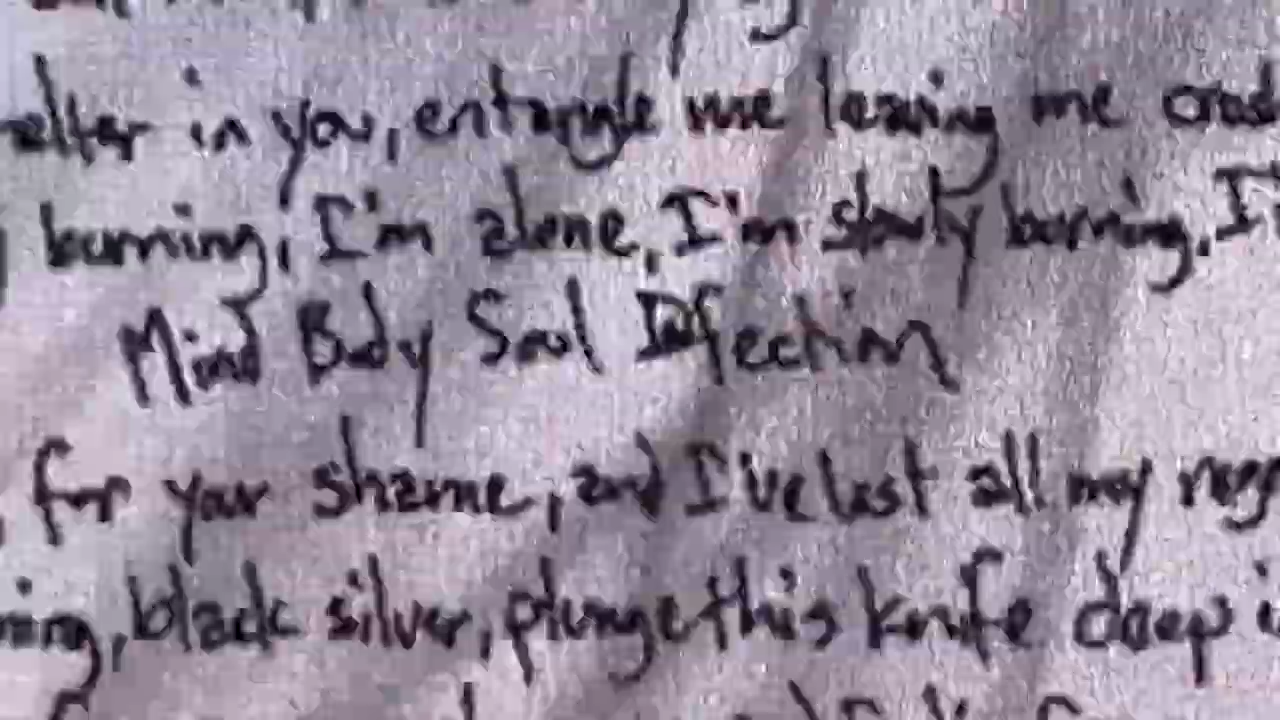 in you, entangle me leaving me
burning, I'm alone, I'm slowly burning,
Mind Body Soul Infection
for your shame, and I've lost all my
black silver, plunge this knife deep